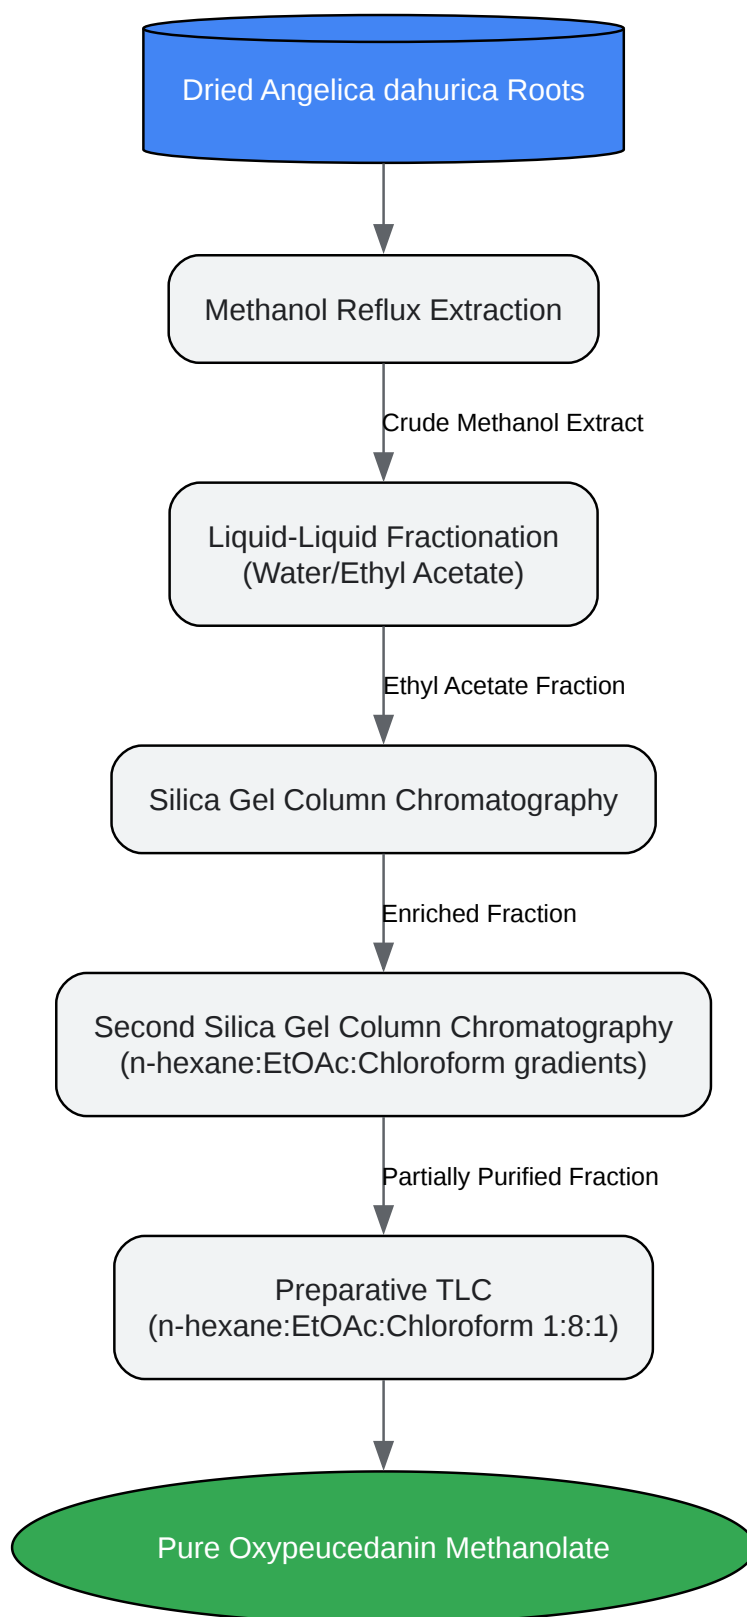 Dried Angelica dahurica Roots
Methanol Reflux Extraction
Crude Methanol Extract
Liquid-Liquid Fractionation
(Water/Ethyl Acetate)
Ethyl Acetate Fraction
Silica Gel Column Chromatography
Enriched Fraction
Second Silica Gel Column Chromatography
(n-hexane:EtOAc:Chloroform gradients)
Partially Purified Fraction
Preparative TLC
(n-hexane:EtOAc:Chloroform 1:8:1)
Pure Oxypeucedanin Methanolate